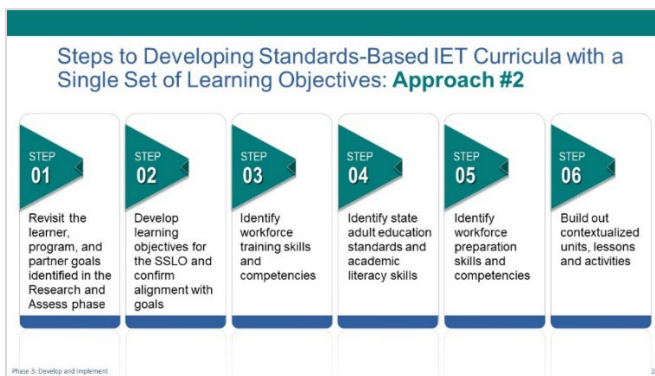 Steps to Developing Standards-Based IET Curricula with a
Single Set of Learning Objectives: Approach #2
STEP
01
Revisit the
learner,
program, and
partner goals
identified in the
Research and
Assess phase
STEP
02
Develop
learning
objectives for
the SSLO and
confirm
alignment with
goals
STEP
03
Identify
workforce
training skills
and
competencies
STEP
04
Identify state
adult education
standards and
academic
literacy skills
STEP
05
Identify
workforce
preparation
skills and
competencies
STEP
06
Build out
contextualized
units, lessons
and activities
Phase 3: Develop and Implement